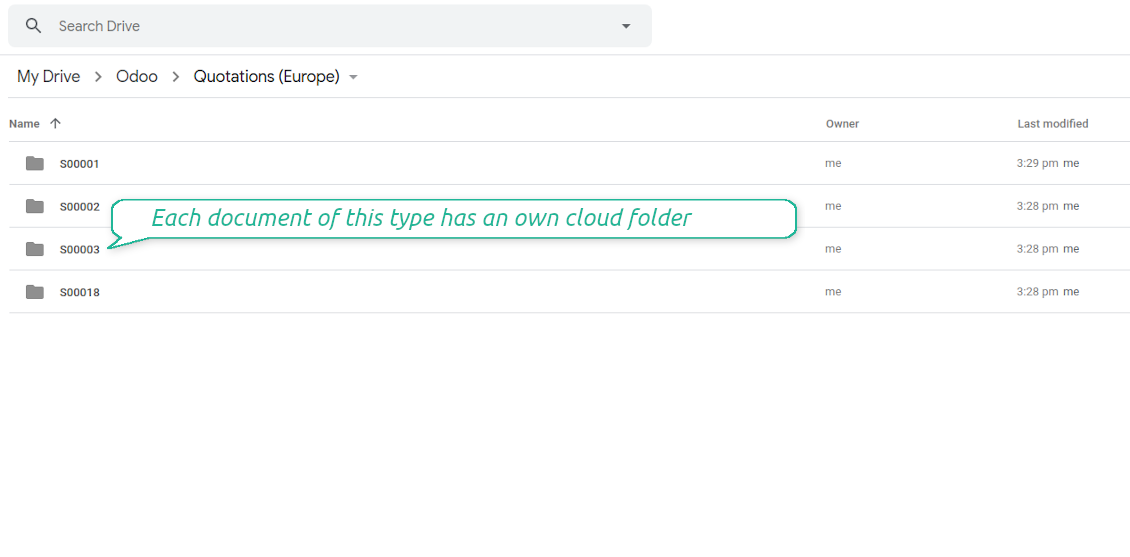 Search Drive
My Drive > Odoo > Quotations (Europe)
Name Owner Last modified
S00001 me 3:29 pm me
S00002 me 3:28 pm me
Each document of this type has an own cloud folder
S00003 me 3:28 pm me
S00018 me 3:28 pm me